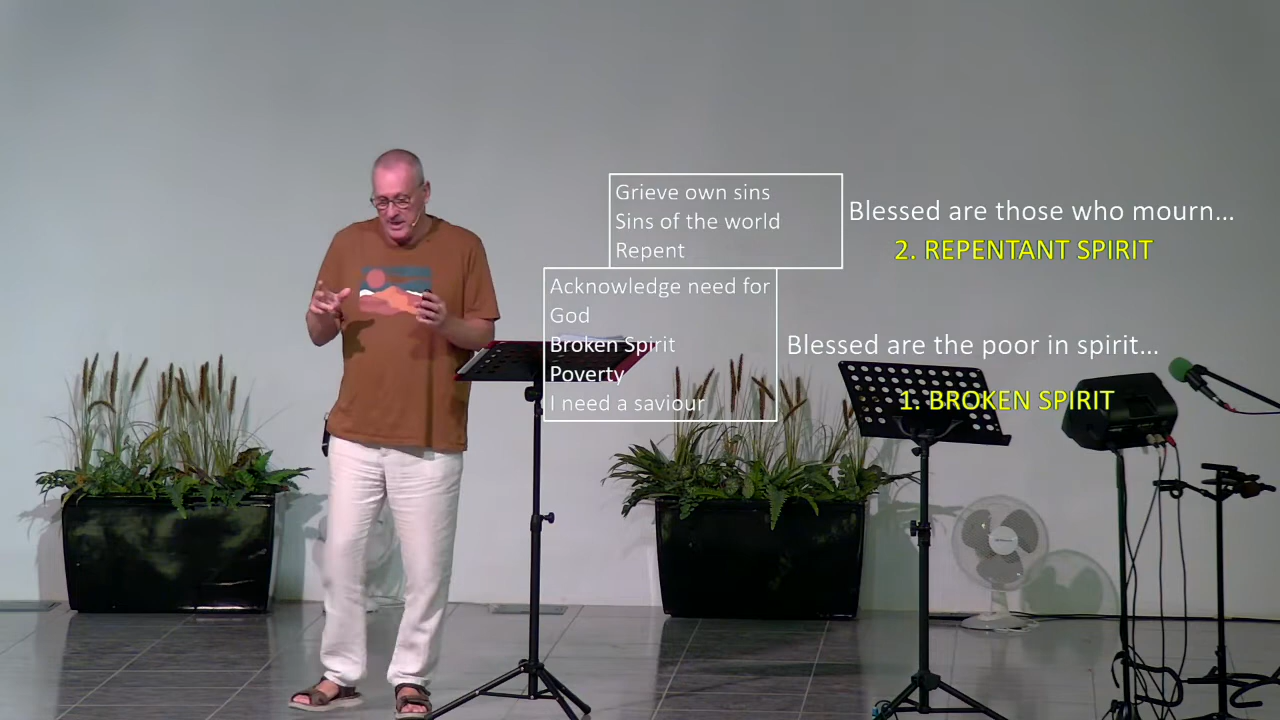 Grieve own sins
Sins of the world
Repent
Blessed are those who mourn...
2. REPENTANT SPIRIT
Acknowledge need for
God
Broken Spirit
Poverty
I need a saviour
Blessed are the poor in spirit...
1. BROKEN SPIRIT